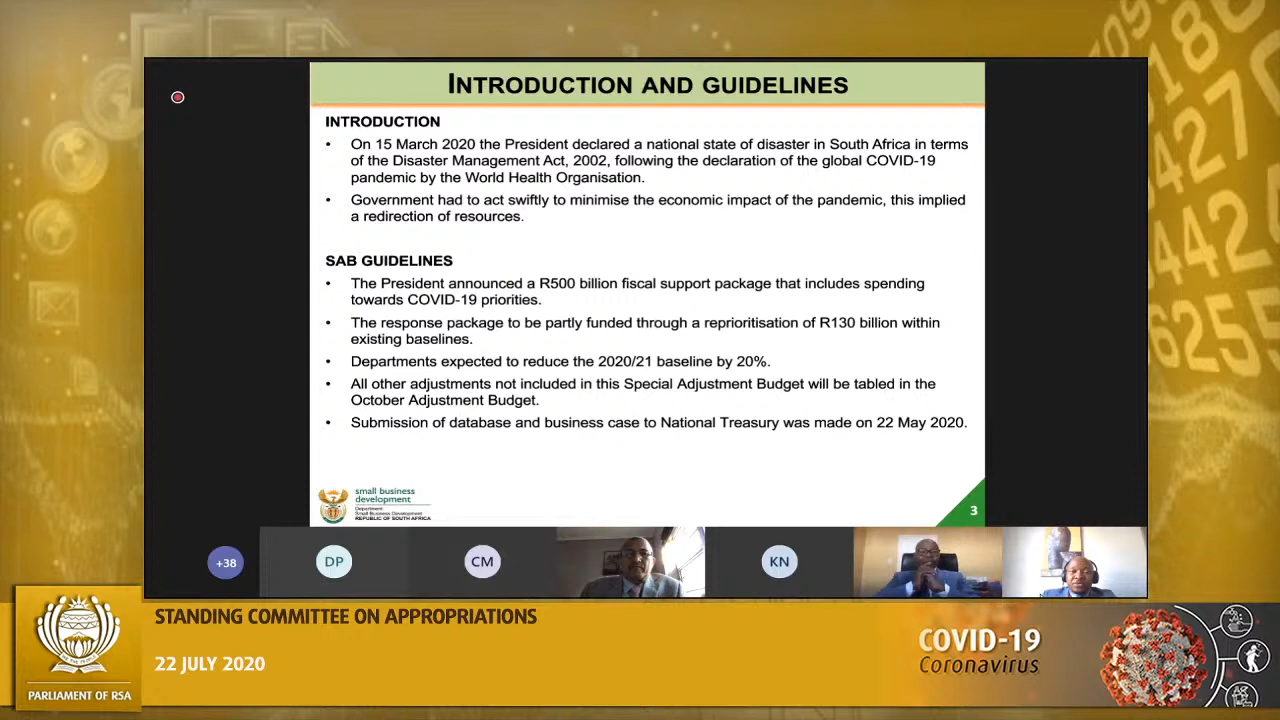 INTRODUCTION AND GUIDELINES
INTRODUCTION
• On 15 March 2020 the President declared a national state of disaster in South Africa in terms
of the Disaster Management Act, 2002, following the declaration of the global COVID-19
pandemic by the World Health Organisation.
• Government had to act swiftly to minimise the economic impact of the pandemic, this implied
a redirection of resources.
SAB GUIDELINES
• The President announced a R500 billion fiscal support package that includes spending
towards COVID-19 priorities.
• The response package to be partly funded through a reprioritisation of R130 billion within
existing baselines.
• Departments expected to reduce the 2020/21 baseline by 20%.
• All other adjustments not included in this Special Adjustment Budget will be tabled in the
October Adjustment Budget.
• Submission of database and business case to National Treasury was made on 22 May 2020.
small business
development
Department
Small Business Development
REPUBLIC OF SOUTH AFRICA
3
+38
DP
CM
KN
STANDING COMMITTEE ON APPROPRIATIONS
22 JULY 2020
PARLIAMENT OF RSA
COVID-19
Coronavirus